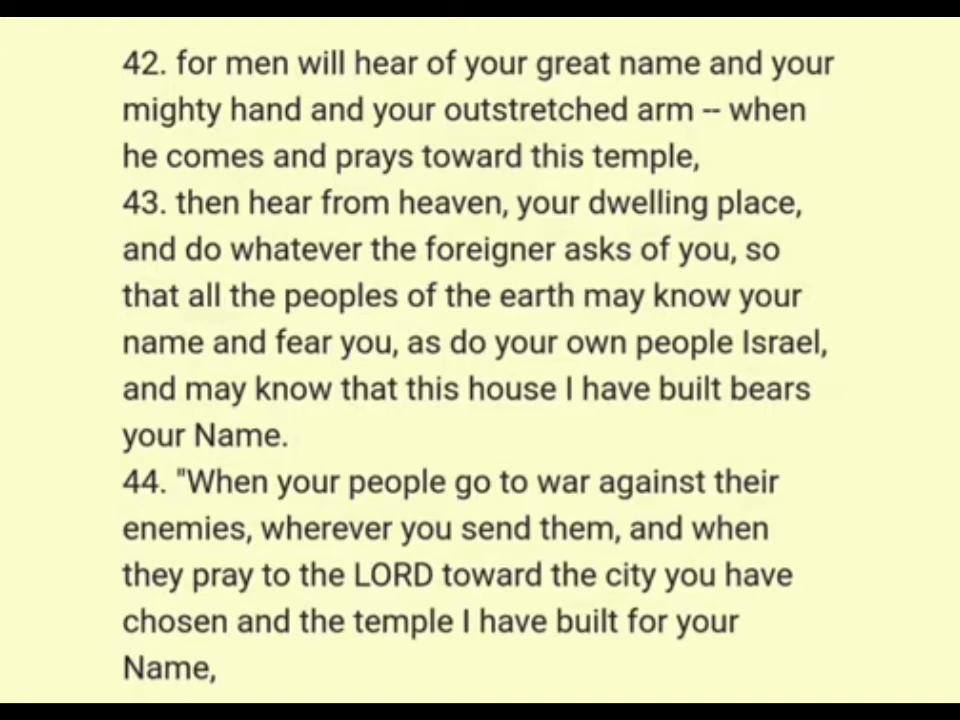 42. for men will hear of your great name and your
mighty hand and your outstretched arm -- when
he comes and prays toward this temple,
43. then hear from heaven, your dwelling place,
and do whatever the foreigner asks of you, so
that all the peoples of the earth may know your
name and fear you, as do your own people Israel,
and may know that this house I have built bears
your Name.
44. "When your people go to war against their
enemies, wherever you send them, and when
they pray to the LORD toward the city you have
chosen and the temple I have built for your
Name,